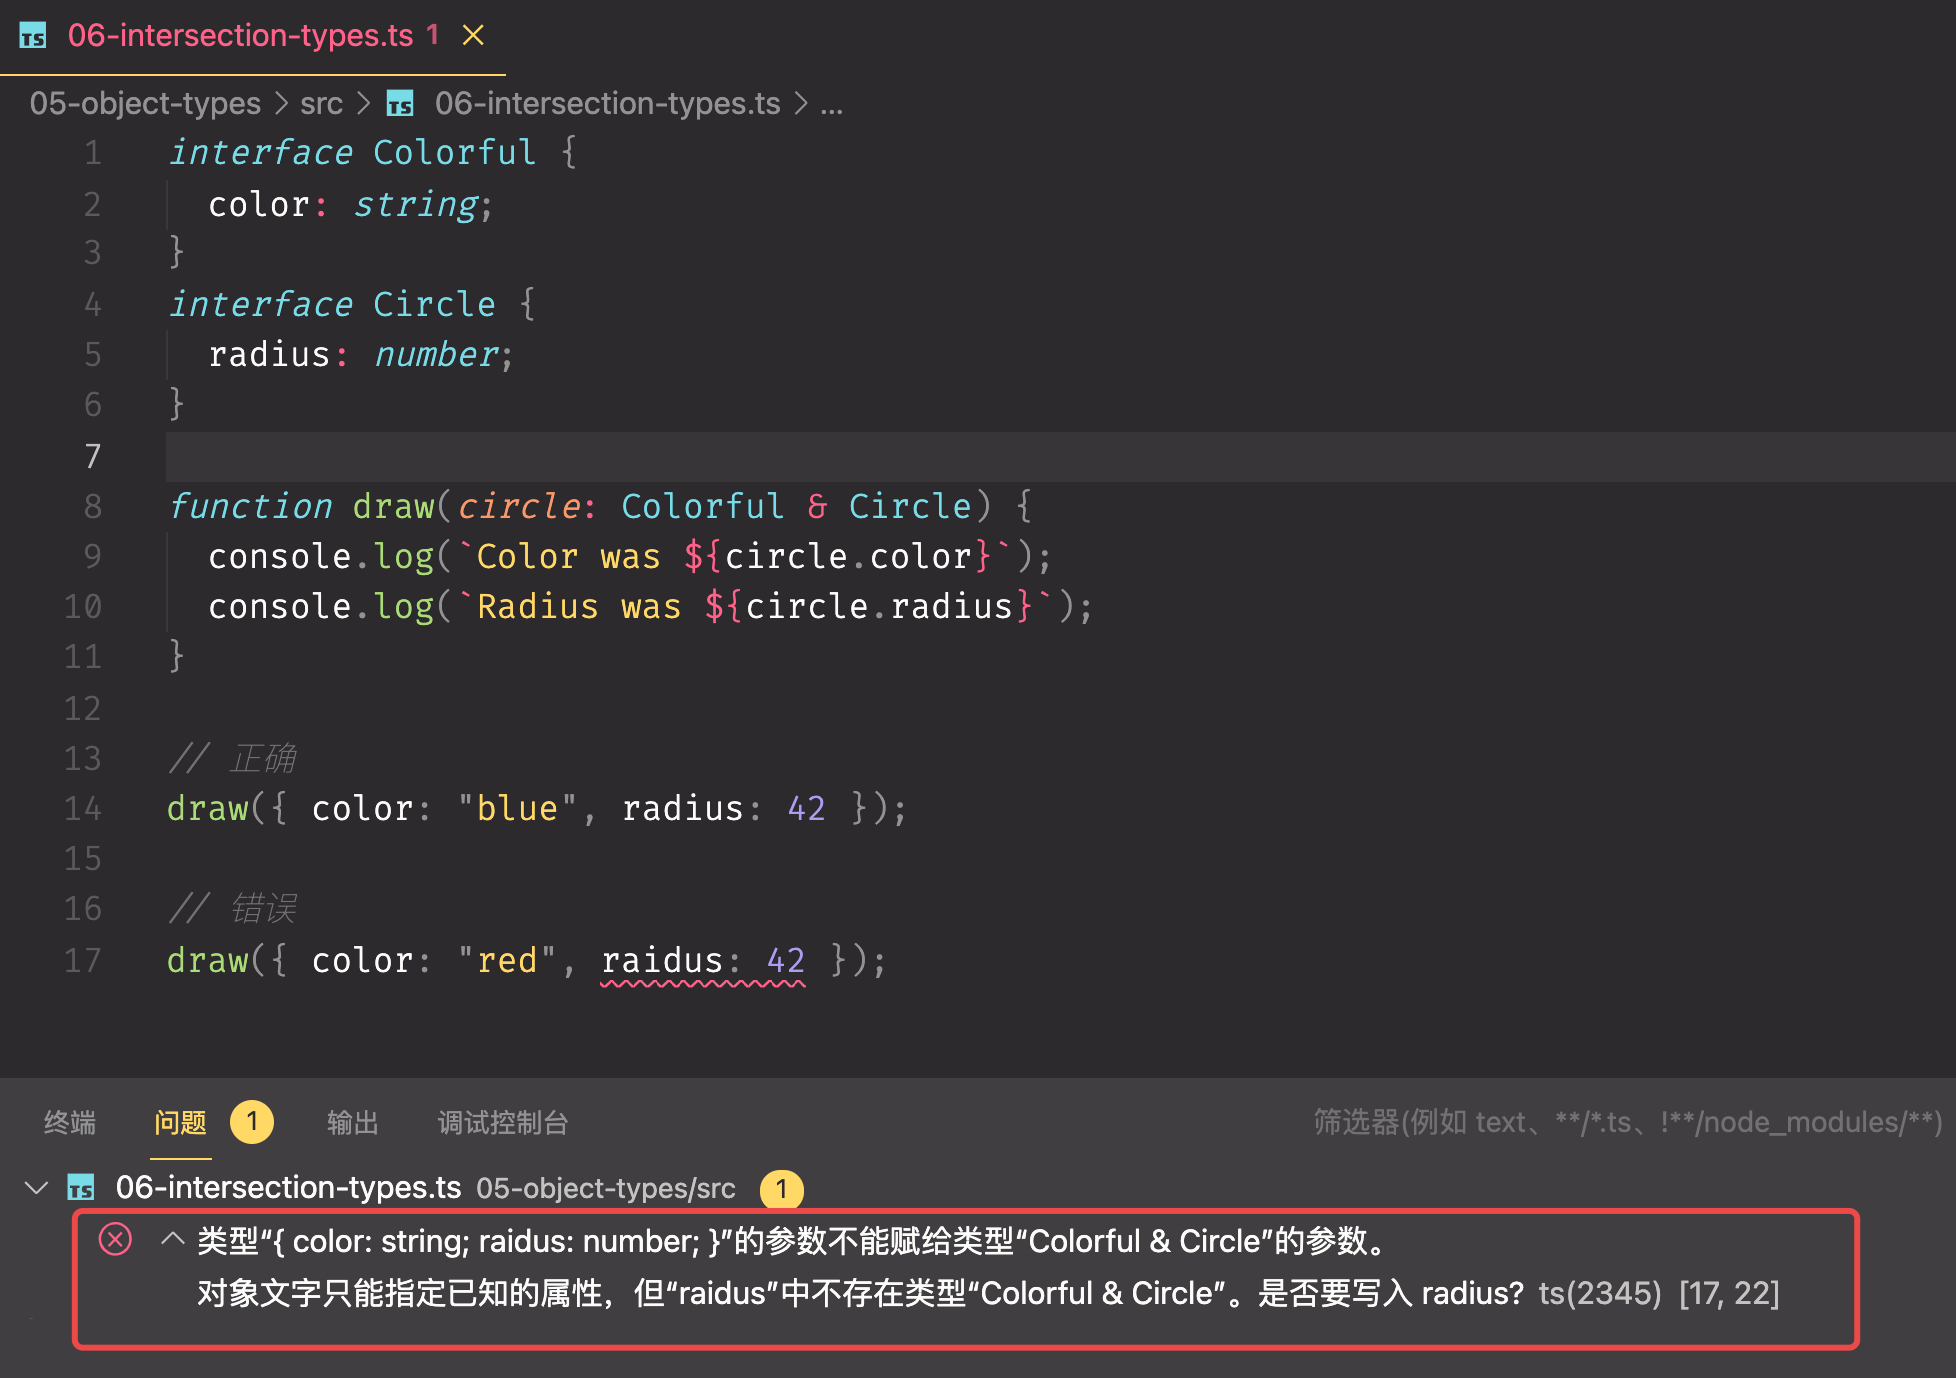 TS 06-intersection-types.ts 1
05-object-types > src > TS 06-intersection-types.ts > ...
1 interface Colorful {
2   color: string;
3 }
4 interface Circle {
5   radius: number;
6 }
7
8 function draw(circle: Colorful & Circle) {
9   console.log(`Color was ${circle.color}`);
10   console.log(`Radius was ${circle.radius}`);
11 }
12
13 // 正确
14 draw({ color: "blue", radius: 42 });
15
16 // 错误
17 draw({ color: "red", raidus: 42 });
终端 问题 1 输出 调试控制台 筛选器(例如 text、**/*.ts、!**/node_modules/**)
TS 06-intersection-types.ts 05-object-types/src 1
类型“{ color: string; raidus: number; }”的参数不能赋给类型“Colorful & Circle”的参数。
对象文字只能指定已知的属性，但“raidus”中不存在类型“Colorful & Circle”。是否要写入 radius? ts(2345) [17, 22]